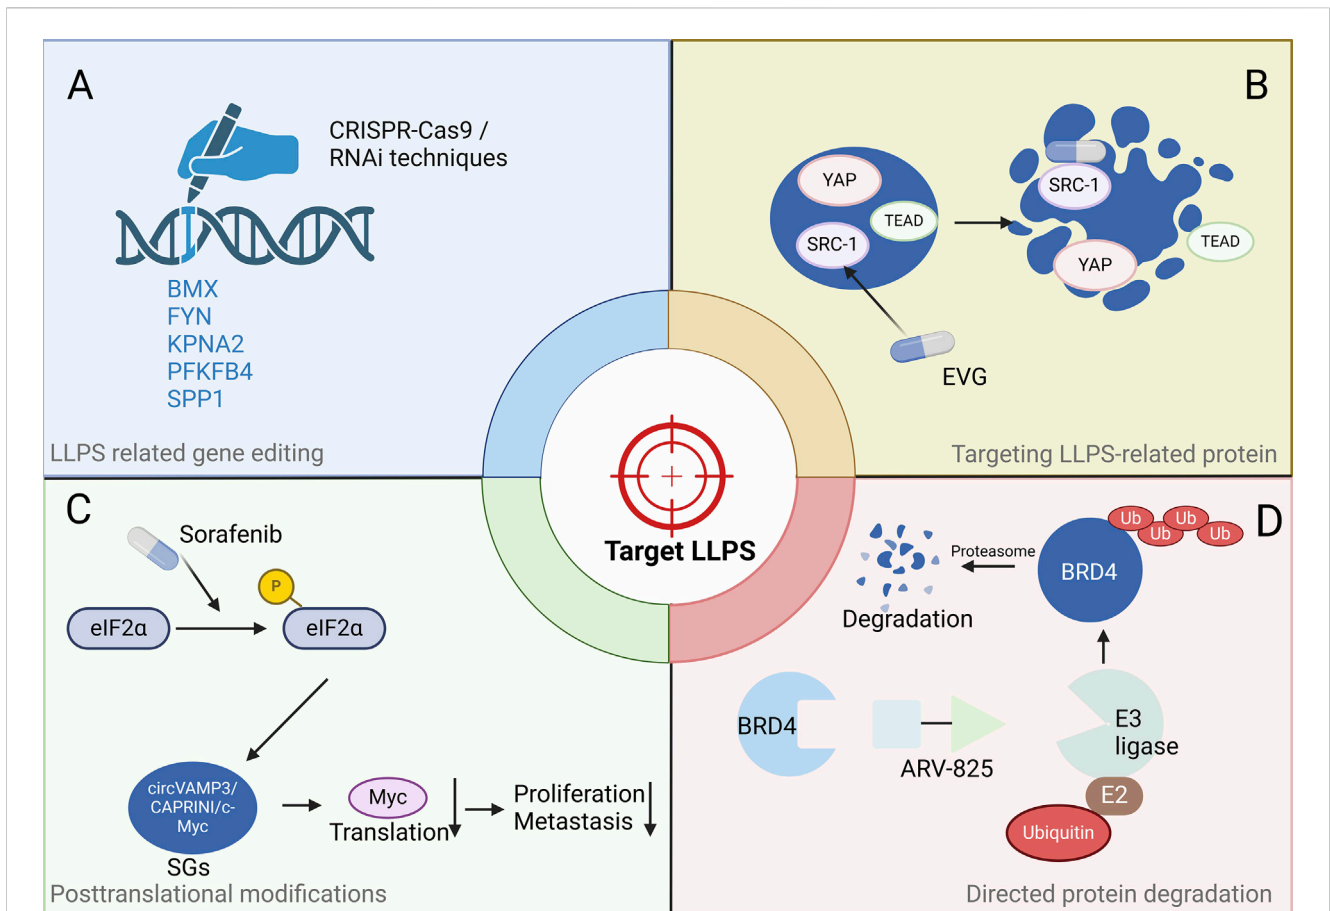 A
CRISPR-Cas9 /
RNAi techniques
BMX
FYN
KPNA2
PFKFB4
SPP1
LLPS related gene editing
B
YAP
TEAD
SRC-1
EVG
SRC-1
YAP
TEAD
Targeting LLPS-related protein
Target LLPS
C
Sorafenib
P
eIF2α
eIF2α
circVAMP3/
CAPRINI/c-
Myc
SGs
Myc
Translation
Proliferation
Metastasis
Posttranslational modifications
D
Ub
Ub
Ub
Ub
BRD4
Proteasome
Degradation
BRD4
ARV-825
E3
ligase
E2
Ubiquitin
Directed protein degradation